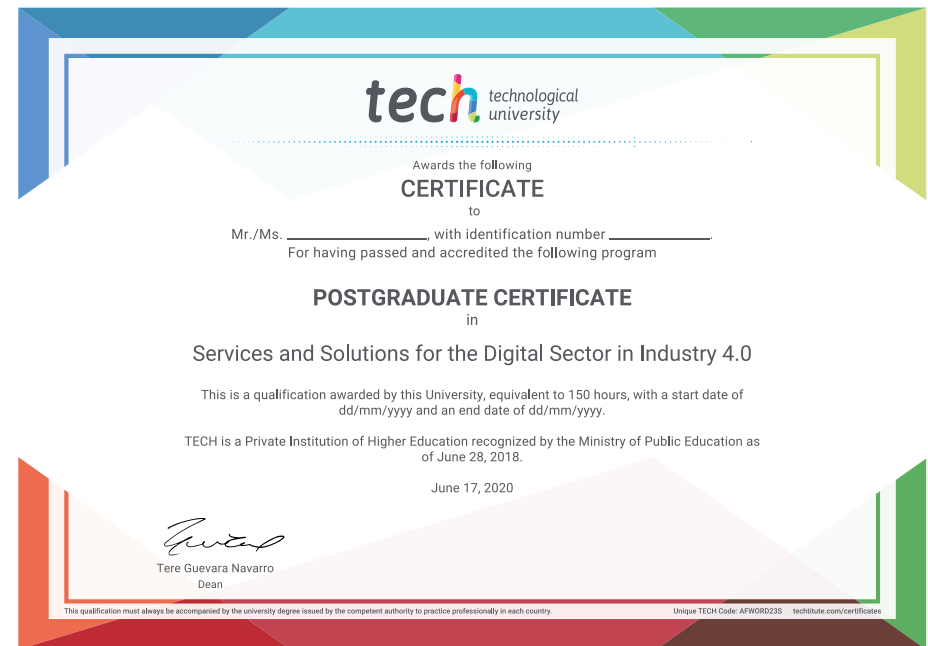 tech technological
university
Awards the following
CERTIFICATE
to
Mr./Ms. ____________________, with identification number ______________.
For having passed and accredited the following program
POSTGRADUATE CERTIFICATE
in
Services and Solutions for the Digital Sector in Industry 4.0
This is a qualification awarded by this University, equivalent to 150 hours, with a start date of
dd/mm/yyyy and an end date of dd/mm/yyyy.
TECH is a Private Institution of Higher Education recognized by the Ministry of Public Education as
of June 28, 2018.
June 17, 2020
Tere Guevara Navarro
Dean
This qualification must always be accompanied by the university degree issued by the competent authority to practice professionally in each country.
Unique TECH Code: AFWORD23S techtitute.com/certificates